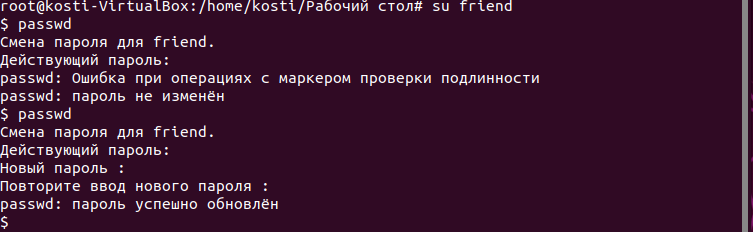 root@kosti-VirtualBox:/home/kosti/Рабочий стол# su friend
$ passwd
Смена пароля для friend.
Действующий пароль:
passwd: Ошибка при операциях с маркером проверки подлинности
passwd: пароль не изменён
$ passwd
Смена пароля для friend.
Действующий пароль:
Новый пароль :
Повторите ввод нового пароля :
passwd: пароль успешно обновлён
$